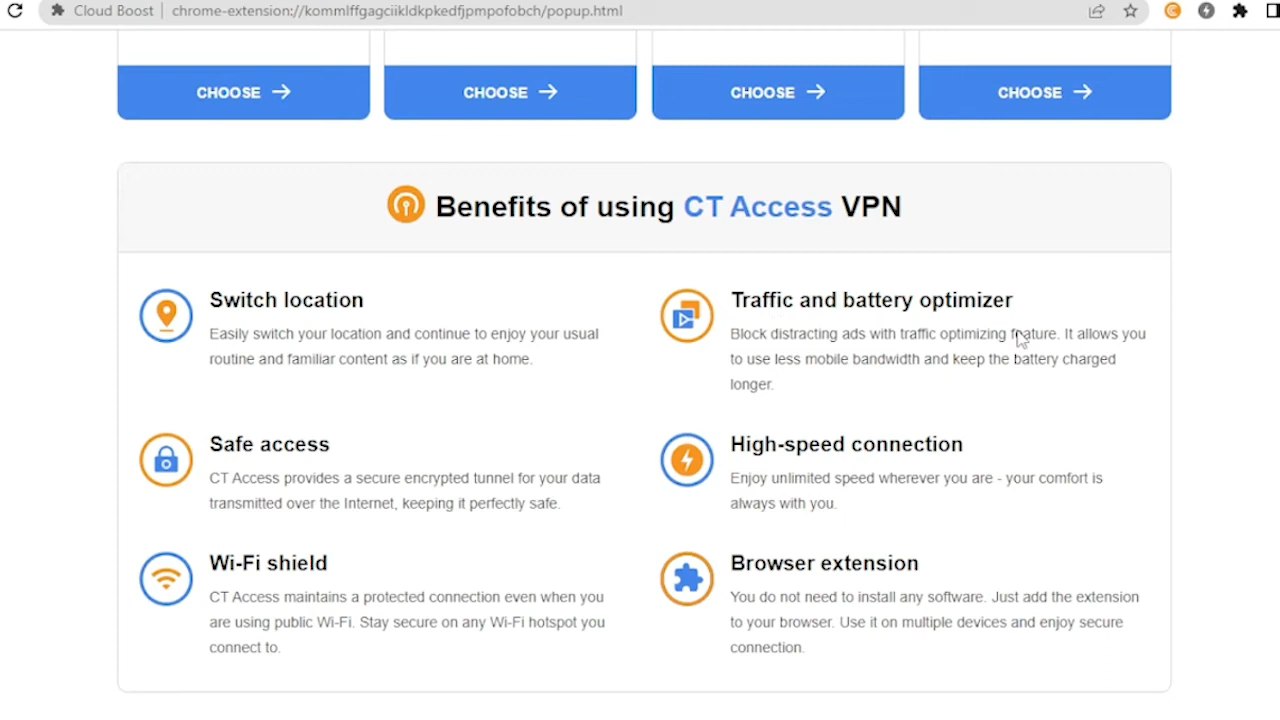 Cloud Boost | chrome-extension://kommlffgagciikldkpkedfjpmpofobch/popup.html
CHOOSE CHOOSE CHOOSE CHOOSE
Benefits of using CT Access VPN
Switch location
Easily switch your location and continue to enjoy your usual
routine and familiar content as if you are at home.
Traffic and battery optimizer
Block distracting ads with traffic optimizing feature. It allows you
to use less mobile bandwidth and keep the battery charged
longer.
Safe access
CT Access provides a secure encrypted tunnel for your data
transmitted over the Internet, keeping it perfectly safe.
High-speed connection
Enjoy unlimited speed wherever you are - your comfort is
always with you.
Wi-Fi shield
CT Access maintains a protected connection even when you
are using public Wi-Fi. Stay secure on any Wi-Fi hotspot you
connect to.
Browser extension
You do not need to install any software. Just add the extension
to your browser. Use it on multiple devices and enjoy secure
connection.